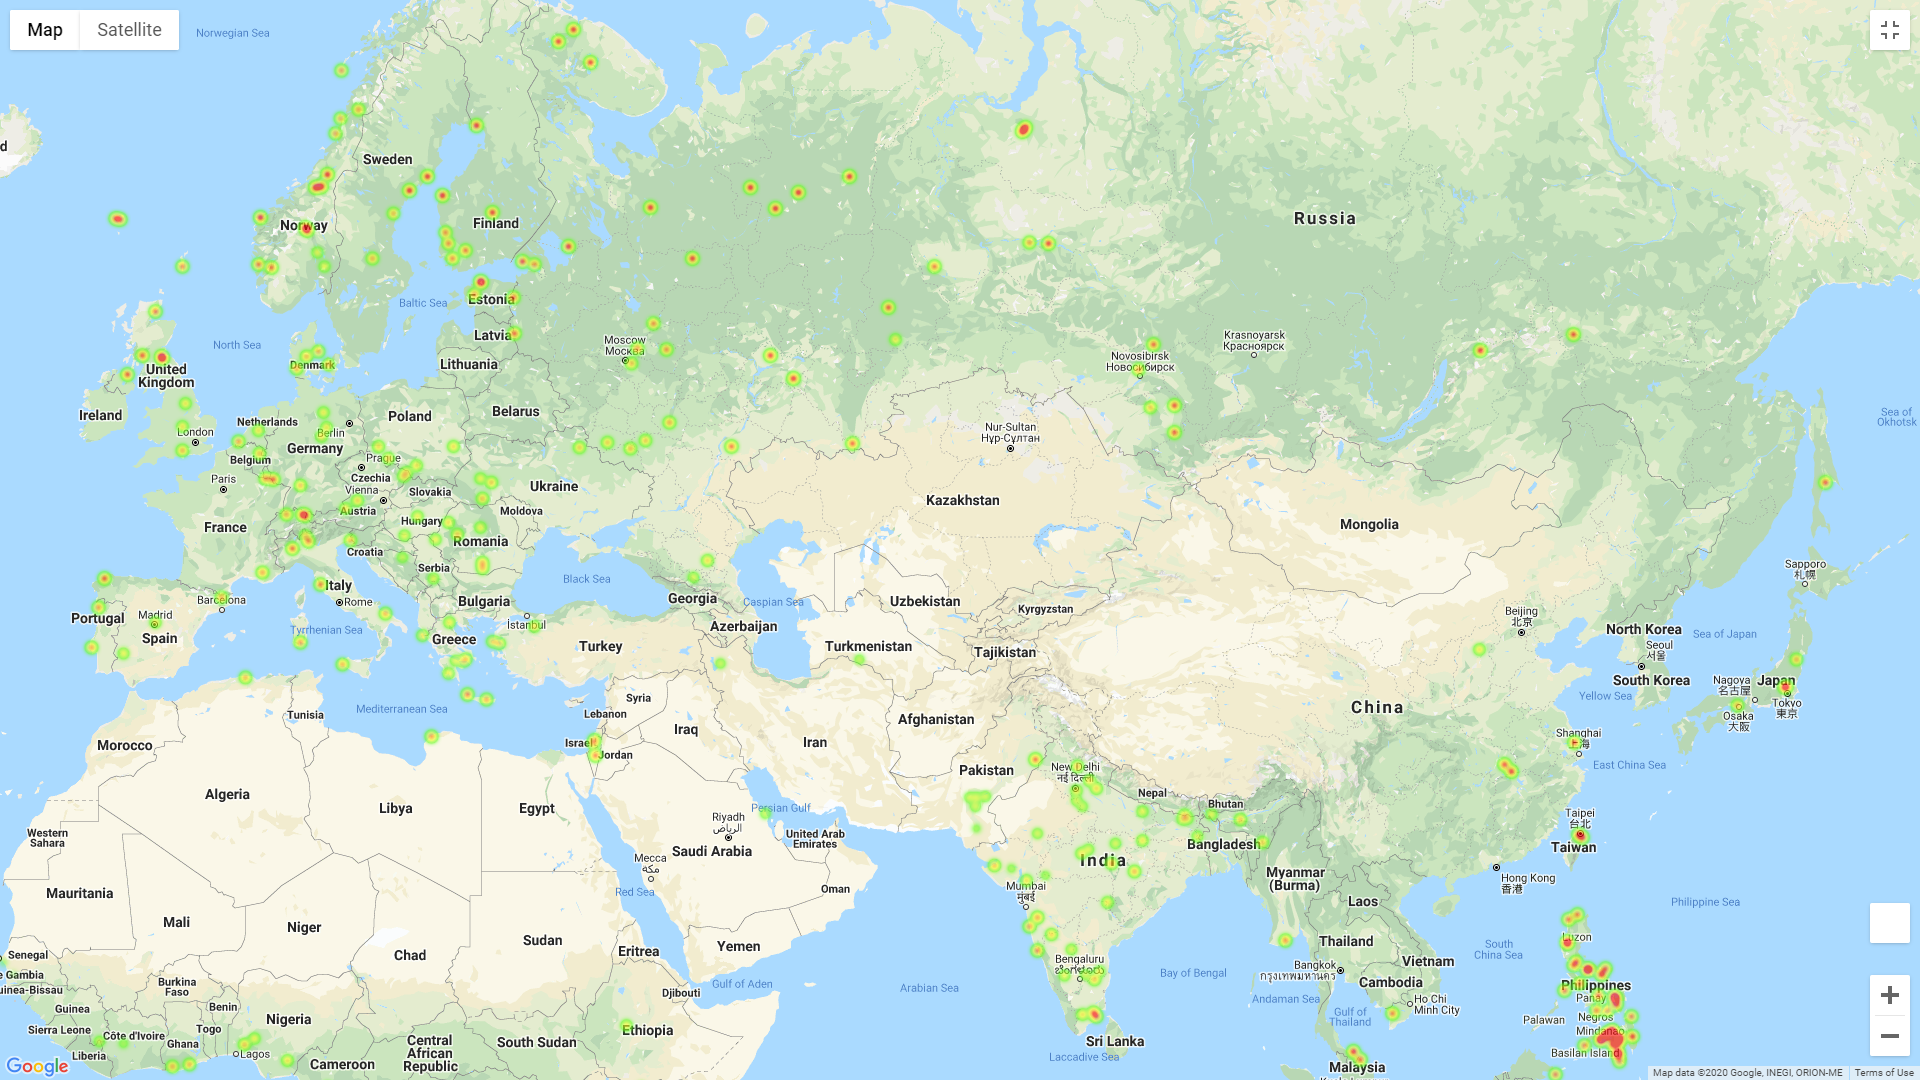 Map
Satellite
Norwegian Sea
d
Sweden
Norway
Finland
Russia
Estonia
Baltic Sea
Latvia
North Sea
Moscow
Москва
Krasnoyarsk
Красноярск
Denmark
Lithuania
Novosibirsk
Новосибирск
United
Kingdom
Ireland
Poland
Belarus
Sea of
Okhotsk
Netherlands
London
Berlin
Germany
Nur-Sultan
Нұр-Сұлтан
Belgium
Prague
Paris
Czechia
Vienna
Slovakia
Ukraine
Kazakhstan
Austria
Moldova
France
Hungary
Mongolia
Romania
Croatia
Serbia
Sapporo
札幌
Black Sea
Italy
Rome
Barcelona
Bulgaria
Georgia
Caspian Sea
Uzbekistan
Kyrgyzstan
Portugal
Madrid
Spain
Tyrrhenian Sea
İstanbul
Azerbaijan
Beijing
北京
North Korea
Sea of Japan
Greece
Turkey
Turkmenistan
Tajikistan
Seoul
서울
South Korea
Nagoya
名古屋
Japan
Yellow Sea
Tokyo
東京
Osaka
大阪
Syria
Mediterranean Sea
Tunisia
Lebanon
China
Afghanistan
Iraq
Iran
Israel
Jordan
Morocco
Shanghai
上海
East China Sea
Pakistan
New Delhi
नई दिल्ली
Algeria
Libya
Egypt
Nepal
Bhutan
Persian Gulf
Riyadh
الرياض
Taipei
台北
Western
Sahara
United Arab
Emirates
Bangladesh
Taiwan
Saudi Arabia
Mecca
مكة
India
Myanmar
(Burma)
Hong Kong
香港
Mauritania
Red Sea
Oman
Mumbai
मुंबई
Laos
Philippine Sea
Mali
Niger
Chad
Sudan
Eritrea
Yemen
Thailand
Luzon
South
China Sea
Senegal
e Gambia
uinea-Bissau
Burkina
Faso
Gulf of Aden
Djibouti
Arabian Sea
Bengaluru
ಬೆಂಗಳೂರು
Bay of Bengal
Bangkok
กรุงเทพมหานคร
Vietnam
Cambodia
Philippines
Panay
Guinea
Benin
Nigeria
Andaman Sea
Ho Chi
Minh City
Gulf of
Thailand
Palawan
Negros
Mindanao
Sierra Leone
Côte d'Ivoire
Togo
Ghana
Liberia
Lagos
Ethiopia
South Sudan
Central
African
Republic
Cameroon
Sri Lanka
Laccadive Sea
Basilan Island
Malaysia
Google
Map data ©2020 Google, INEGI, ORION-ME
Terms of Use